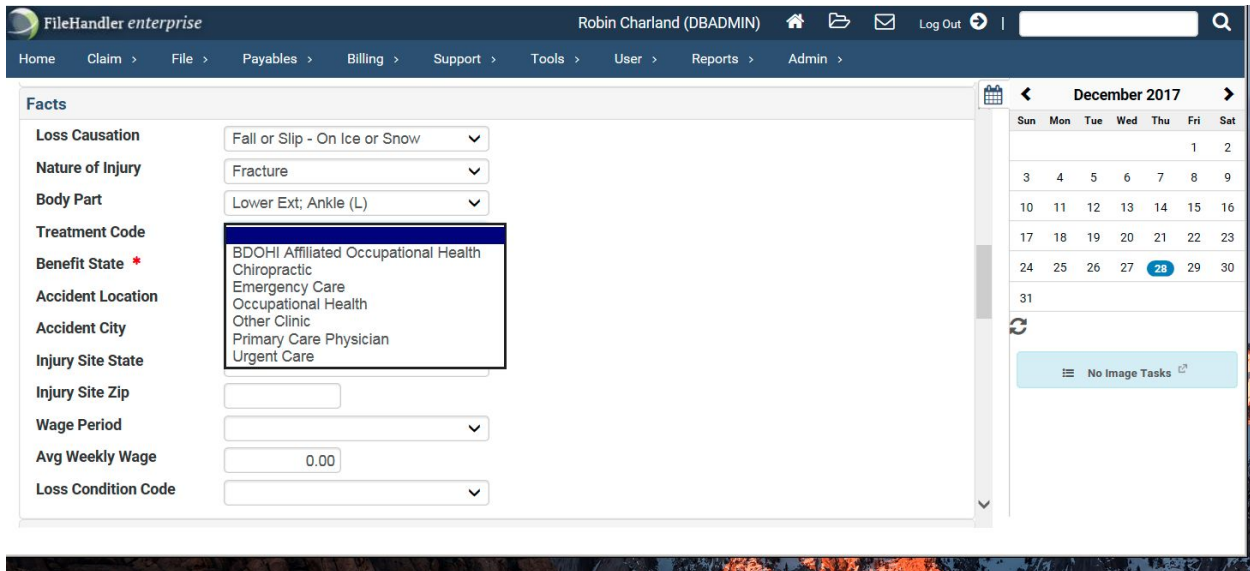 FileHandler enterprise Robin Charland (DBADMIN) Log Out |
Home Claim > File > Payables > Billing > Support > Tools > User > Reports > Admin >
Facts
Loss Causation Fall or Slip - On Ice or Snow
Nature of Injury Fracture
Body Part Lower Ext; Ankle (L)
Treatment Code
BDOHI Affiliated Occupational Health
Chiropractic
Emergency Care
Occupational Health
Other Clinic
Primary Care Physician
Urgent Care
Benefit State *
Accident Location
Accident City
Injury Site State
Injury Site Zip
Wage Period
Avg Weekly Wage 0.00
Loss Condition Code
December 2017
Sun Mon Tue Wed Thu Fri Sat
1 2
3 4 5 6 7 8 9
10 11 12 13 14 15 16
17 18 19 20 21 22 23
24 25 26 27 28 29 30
31
No Image Tasks